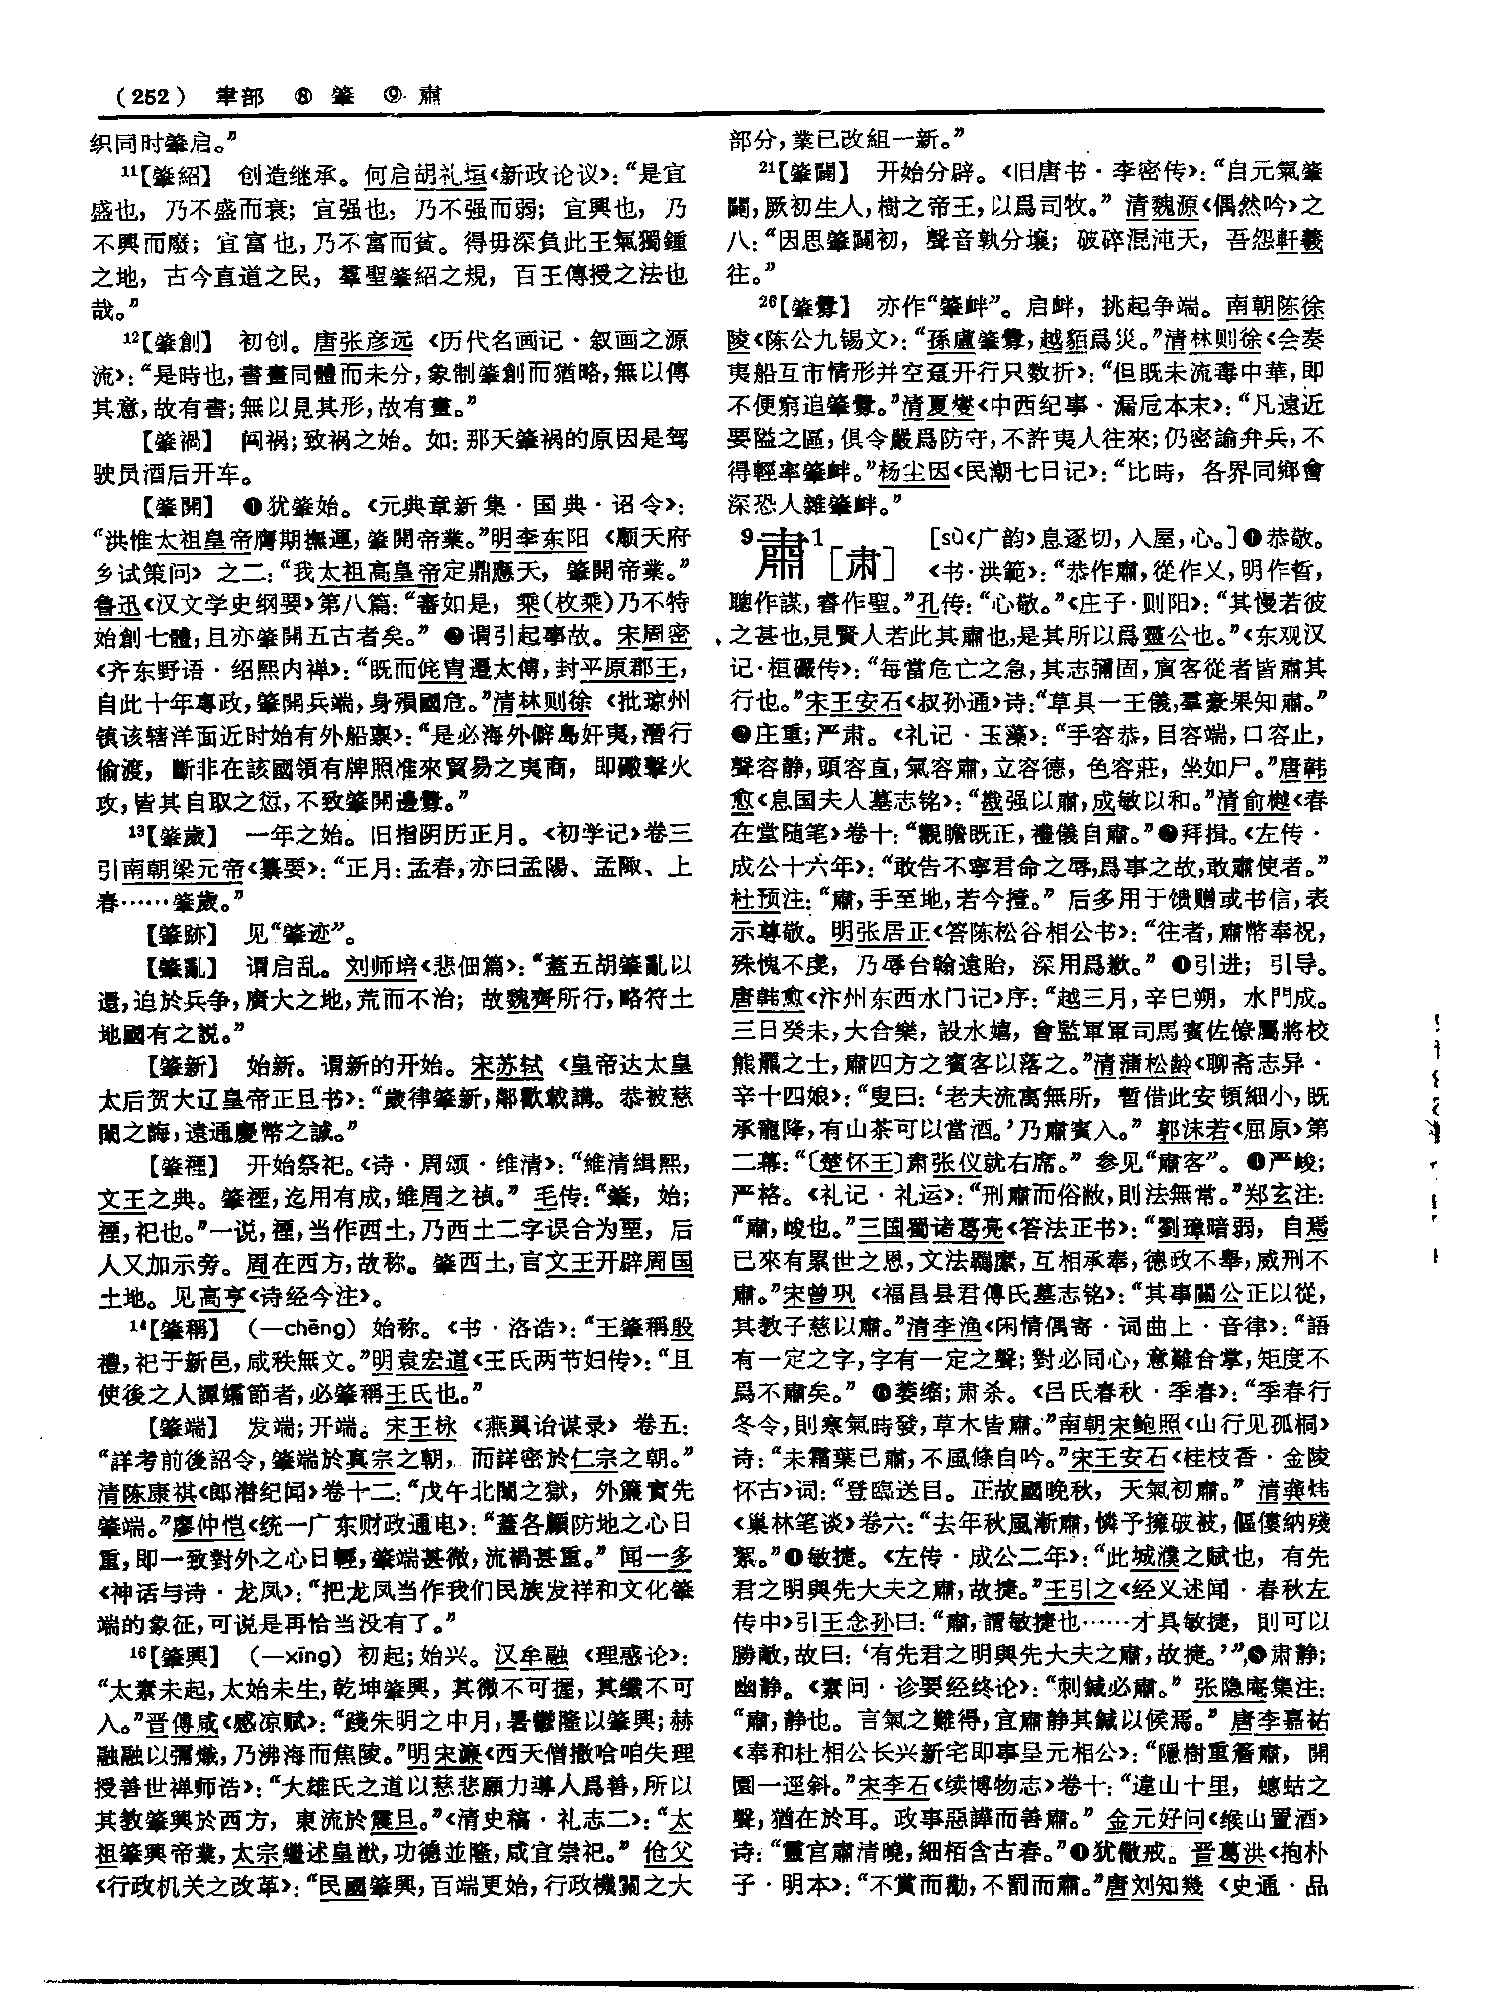 (252) 聿部 ⑧ 肇 ⑨ 肅
织同时肇启。”
11【肇紹】 创造继承。何启胡礼垣《新政论议》:“是宜
盛也，乃不盛而衰；宜强也，乃不强而弱；宜興也，乃
不興而廢；宜富也，乃不富而貧。得毋深負此王氣獨鍾
之地，古今直道之民，羣聖肇紹之規，百王傳授之法也
哉。”
12【肇創】 初创。唐张彦远《历代名画记·叙画之源
流》:“是時也，書畫同體而未分，象制肇創而猶略，無以傳
其意，故有書；無以見其形，故有畫。”
【肇禍】 闯祸；致祸之始。如：那天肇祸的原因是驾
驶员酒后开车。
【肇開】 ❶犹肇始。《元典章新集·国典·诏令》:
“洪惟太祖皇帝膺期撫運，肇開帝業。”明李东阳《顺天府
乡试策问》之二:“我太祖高皇帝定鼎應天，肇開帝業。”
鲁迅《汉文学史纲要》第八篇:“審如是，乘(枚乘)乃不特
始創七體，且亦肇開五古者矣。” ❷谓引起事故。宋周密
《齐东野语·绍熙内禅》:“既而侂胄遷太傅，封平原郡王，
自此十年專政，肇開兵端，身殞國危。”清林则徐《批琼州
镇该辖洋面近时始有外船禀》:“是必海外僻島奸夷，潛行
偷渡，斷非在該國領有牌照准來貿易之夷商，即礮擊火
攻，皆其自取之愆，不致肇開邊釁。”
13【肇歲】 一年之始。旧指阴历正月。《初学记》卷三
引南朝梁元帝《纂要》:“正月：孟春，亦曰孟陽、孟陬、上
春……肇歲。”
【肇跡】 见“肇迹”。
【肇亂】 谓启乱。刘师培《悲佃篇》:“蓋五胡肇亂以
還，迫於兵争，廣大之地，荒而不治；故魏齊所行，略符土
地國有之説。”
【肇新】 始新。谓新的开始。宋苏轼《皇帝达太皇
太后贺大辽皇帝正旦书》:“歲律肇新，鄰歡載講。恭被慈
闈之誨，遠通慶幣之誠。”
【肇禋】 开始祭祀。《诗·周颂·维清》:“維清缉熙，
文王之典。肇禋，迄用有成，维周之禎。”毛传:“肇，始；
禋，祀也。”一说，禋，当作西土，乃西土二字误合为垔，后
人又加示旁。周在西方，故称。肇西土，言文王开辟周国
土地。见高亨《诗经今注》。
14【肇稱】 (—chēng) 始称。《书·洛诰》:“王肇稱殷
禮，祀于新邑，咸秩無文。”明袁宏道《王氏两节妇传》:“且
使後之人譚孀節者，必肇稱王氏也。”
【肇端】 发端；开端。宋王栐《燕翼诒谋录》卷五:
“詳考前後詔令，肇端於真宗之朝，而詳密於仁宗之朝。”
清陈康祺《郎潜纪闻》卷十二:“戊午北闈之獄，外簾實先
肇端。”廖仲恺《统一广东财政通电》:“蓋各顧防地之心日
重，即一致對外之心日輕，肇端甚微，流禍甚重。”闻一多
《神话与诗·龙凤》:“把龙凤当作我们民族发祥和文化肇
端的象征，可说是再恰当没有了。”
16【肇興】 (—xīng) 初起；始兴。汉牟融《理惑论》:
“太素未起，太始未生，乾坤肇興，其微不可握，其纖不可
入。”晋傅咸《感凉赋》:“踐朱明之中月，暑鬱隆以肇興；赫
融融以彌熾，乃沸海而焦陵。”明宋濂《西天僧撒哈咱失理
授善世禅师诰》:“大雄氏之道以慈悲願力導人爲善，所以
其教肇興於西方，東流於震旦。”《清史稿·礼志二》:“太
祖肇興帝業，太宗繼述皇猷，功德並隆，咸宜崇祀。”伧父
《行政机关之改革》:“民國肇興，百端更始，行政機關之大
部分，業已改組一新。”
21【肇闢】 开始分辟。《旧唐书·李密传》:“自元氣肇
闢，厥初生人，樹之帝王，以爲司牧。”清魏源《偶然吟》之
八:“因思肇闢初，聲音孰分壤；破碎混沌天，吾怨軒羲
往。”
26【肇釁】 亦作“肇衅”。启衅，挑起争端。南朝陈徐
陵《陈公九锡文》:“孫盧肇釁，越貊爲災。”清林则徐《会奏
夷船互市情形并空趸开行只数折》:“但既未流毒中華，即
不便窮追肇釁。”清夏燮《中西纪事·漏卮本末》:“凡遠近
要隘之區，俱令嚴爲防守，不許夷人往來；仍密諭弁兵，不
得輕率肇衅。”杨尘因《民潮七日记》:“比時，各界同鄉會
深恐人雜肇衅。”
9肅1[肃] [sù《广韵》息逐切，入屋，心。]❶恭敬。
《书·洪範》:“恭作肅，從作乂，明作晢，
聰作謀，睿作聖。”孔传:“心敬。”《庄子·则阳》:“其慢若彼
之甚也，見賢人若此其肅也，是其所以爲靈公也。”《东观汉
记·桓礹传》:“每當危亡之急，其志彌固，賓客從者皆肅其
行也。”宋王安石《叔孙通》诗:“草具一王儀，羣豪果知肅。”
❷庄重；严肃。《礼记·玉藻》:“手容恭，目容端，口容止，
聲容静，頭容直，氣容肅，立容德，色容莊，坐如尸。”唐韩
愈《息国夫人墓志铭》:“戡强以肅，成敏以和。”清俞樾《春
在堂随笔》卷十:“觀瞻既正，禮儀自肅。”❸拜揖。《左传·
成公十六年》:“敢告不寧君命之辱，爲事之故，敢肅使者。”
杜预注:“肅，手至地，若今撎。”后多用于馈赠或书信，表
示尊敬。明张居正《答陈松谷相公书》:“往者，肅幣奉祝，
殊愧不虔，乃辱台翰遠貽，深用爲歉。” ❹引进；引导。
唐韩愈《汴州东西水门记》序:“越三月，辛巳朔，水門成。
三日癸未，大合樂，設水嬉，會監軍軍司馬賓佐僚屬將校
熊羆之士，肅四方之賓客以落之。”清蒲松龄《聊斋志异·
辛十四娘》:“叟曰：‘老夫流寓無所，暫借此安頓細小，既
承寵降，有山茶可以當酒。’乃肅賓入。”郭沫若《屈原》第
二幕:“〔楚怀王〕肃张仪就右席。”参见“肅客”。❺严峻；
严格。《礼记·礼运》:“刑肅而俗敝，則法無常。”郑玄注:
“肅，峻也。”三国蜀诸葛亮《答法正书》:“劉璋暗弱，自焉
已來有累世之恩，文法羈縻，互相承奉，德政不舉，威刑不
肅。”宋曾巩《福昌县君傅氏墓志铭》:“其事關公正以從，
其教子慈以肅。”清李渔《闲情偶寄·词曲上·音律》:“語
有一定之字，字有一定之聲；對必同心，意難合掌，矩度不
爲不肅矣。” ❻萎缩；肃杀。《吕氏春秋·季春》:“季春行
冬令，則寒氣時發，草木皆肅。”南朝宋鲍照《山行见孤桐》
诗:“未霜葉已肅，不風條自吟。”宋王安石《桂枝香·金陵
怀古》词:“登臨送目。正故國晚秋，天氣初肅。”清龚炜
《巢林笔谈》卷六:“去年秋風漸肅，憐予擁破被，傴僂納殘
絮。”❼敏捷。《左传·成公二年》:“此城濮之賦也，有先
君之明與先大夫之肅，故捷。”王引之《经义述闻·春秋左
传中》引王念孙曰:“肅，謂敏捷也……才具敏捷，則可以
勝敵，故曰：‘有先君之明與先大夫之肅，故捷。’”❽肃静；
幽静。《素问·诊要经终论》:“刺鍼必肅。”张隐庵集注:
“肅，静也。言氣之難得，宜肅静其鍼以候焉。”唐李嘉祐
《奉和杜相公长兴新宅即事呈元相公》:“隱樹重簷肅，開
園一逕斜。”宋李石《续博物志》卷十:“違山十里，蟪蛄之
聲，猶在於耳。政事惡譁而善肅。”金元好问《缑山置酒》
诗:“靈官肅清曉，細栢含古春。”❾犹儆戒。晋葛洪《抱朴
子·明本》:“不賞而勸，不罰而肅。”唐刘知幾《史通·品